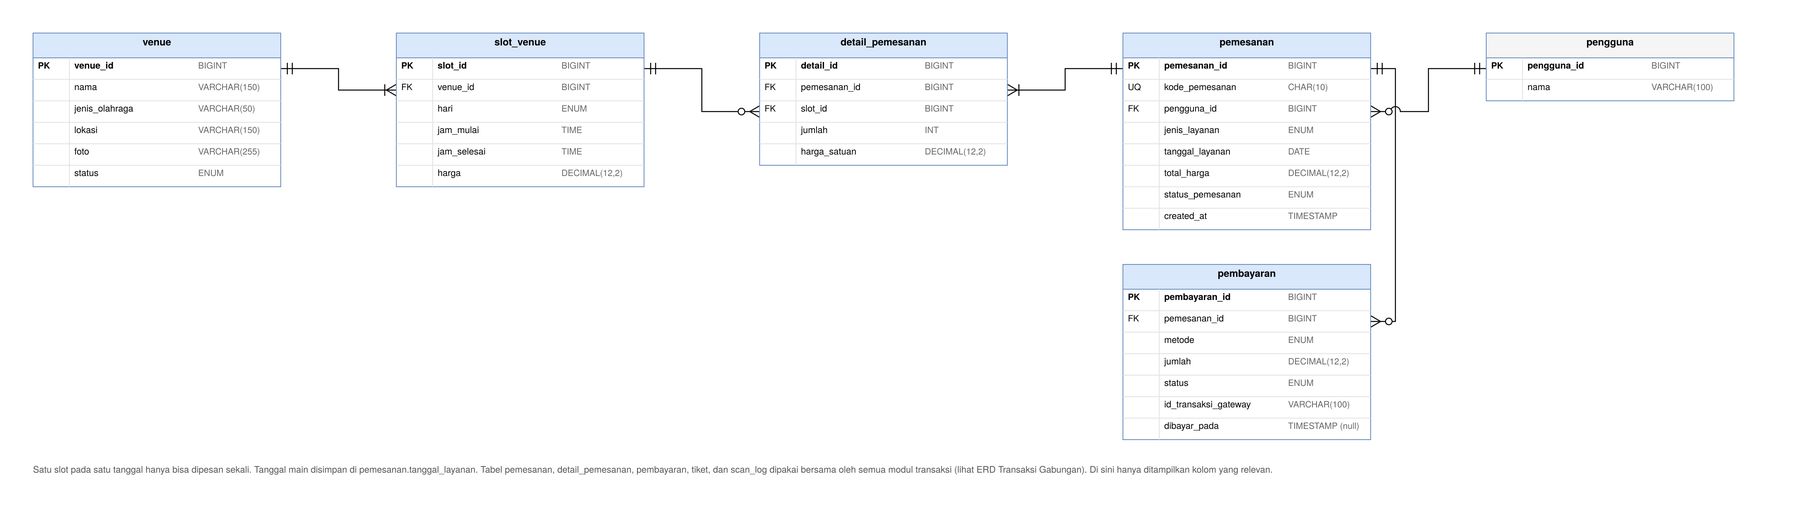 venue
PK venue_id BIGINT
nama VARCHAR(150)
jenis_olahraga VARCHAR(50)
lokasi VARCHAR(150)
foto VARCHAR(255)
status ENUM
slot_venue
PK slot_id BIGINT
FK venue_id BIGINT
hari ENUM
jam_mulai TIME
jam_selesai TIME
harga DECIMAL(12,2)
detail_pemesanan
PK detail_id BIGINT
FK pemesanan_id BIGINT
FK slot_id BIGINT
jumlah INT
harga_satuan DECIMAL(12,2)
pemesanan
PK pemesanan_id BIGINT
UQ kode_pemesanan CHAR(10)
FK pengguna_id BIGINT
jenis_layanan ENUM
tanggal_layanan DATE
total_harga DECIMAL(12,2)
status_pemesanan ENUM
created_at TIMESTAMP
pengguna
PK pengguna_id BIGINT
nama VARCHAR(100)
pembayaran
PK pembayaran_id BIGINT
FK pemesanan_id BIGINT
metode ENUM
jumlah DECIMAL(12,2)
status ENUM
id_transaksi_gateway VARCHAR(100)
dibayar_pada TIMESTAMP (null)
Satu slot pada satu tanggal hanya bisa dipesan sekali. Tanggal main disimpan di pemesanan.tanggal_layanan. Tabel pemesanan, detail_pemesanan, pembayaran, tiket, dan scan_log dipakai bersama oleh semua modul transaksi (lihat ERD Transaksi Gabungan). Di sini hanya ditampilkan kolom yang relevan.